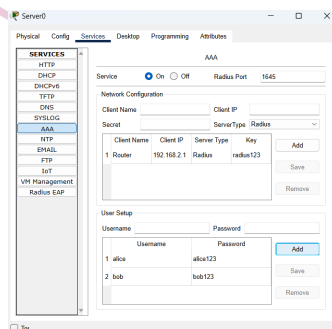 Server0
Physical Config Services Desktop Programming Attributes
SERVICES
HTTP
DHCP
DHCPv6
TFTP
DNS
SYSLOG
AAA
NTP
EMAIL
FTP
IoT
VM Management
Radius EAP
AAA
Service On Off Radius Port 1645
Network Configuration
Client Name Client IP
Secret ServerType Radius
Client Name Client IP Server Type Key
1 Router 192.168.2.1 Radius radius123
Add
Save
Remove
User Setup
Username Password
Username Password
1 alice alice123
2 bob bob123
Add
Save
Remove
Top